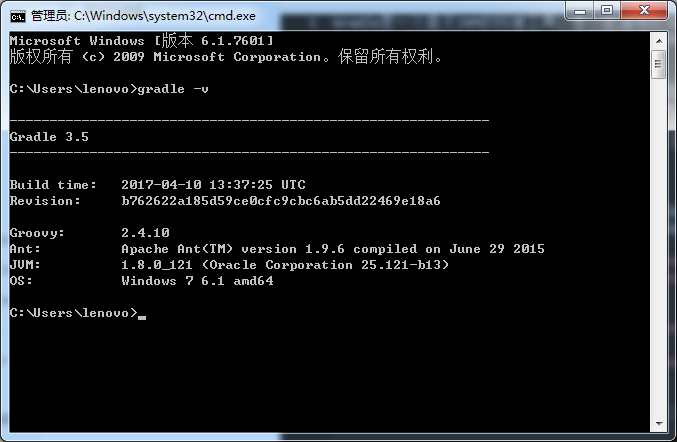 管理员: C:\Windows\system32\cmd.exe
Microsoft Windows [版本 6.1.7601]
版权所有 (c) 2009 Microsoft Corporation。保留所有权利。
C:\Users\lenovo>gradle -v
------------------------------------------------------------
Gradle 3.5
------------------------------------------------------------
Build time:   2017-04-10 13:37:25 UTC
Revision:     b762622a185d59ce0cfc9cbc6ab5dd22469e18a6
Groovy:       2.4.10
Ant:          Apache Ant(TM) version 1.9.6 compiled on June 29 2015
JVM:          1.8.0_121 (Oracle Corporation 25.121-b13)
OS:           Windows 7 6.1 amd64
C:\Users\lenovo>_